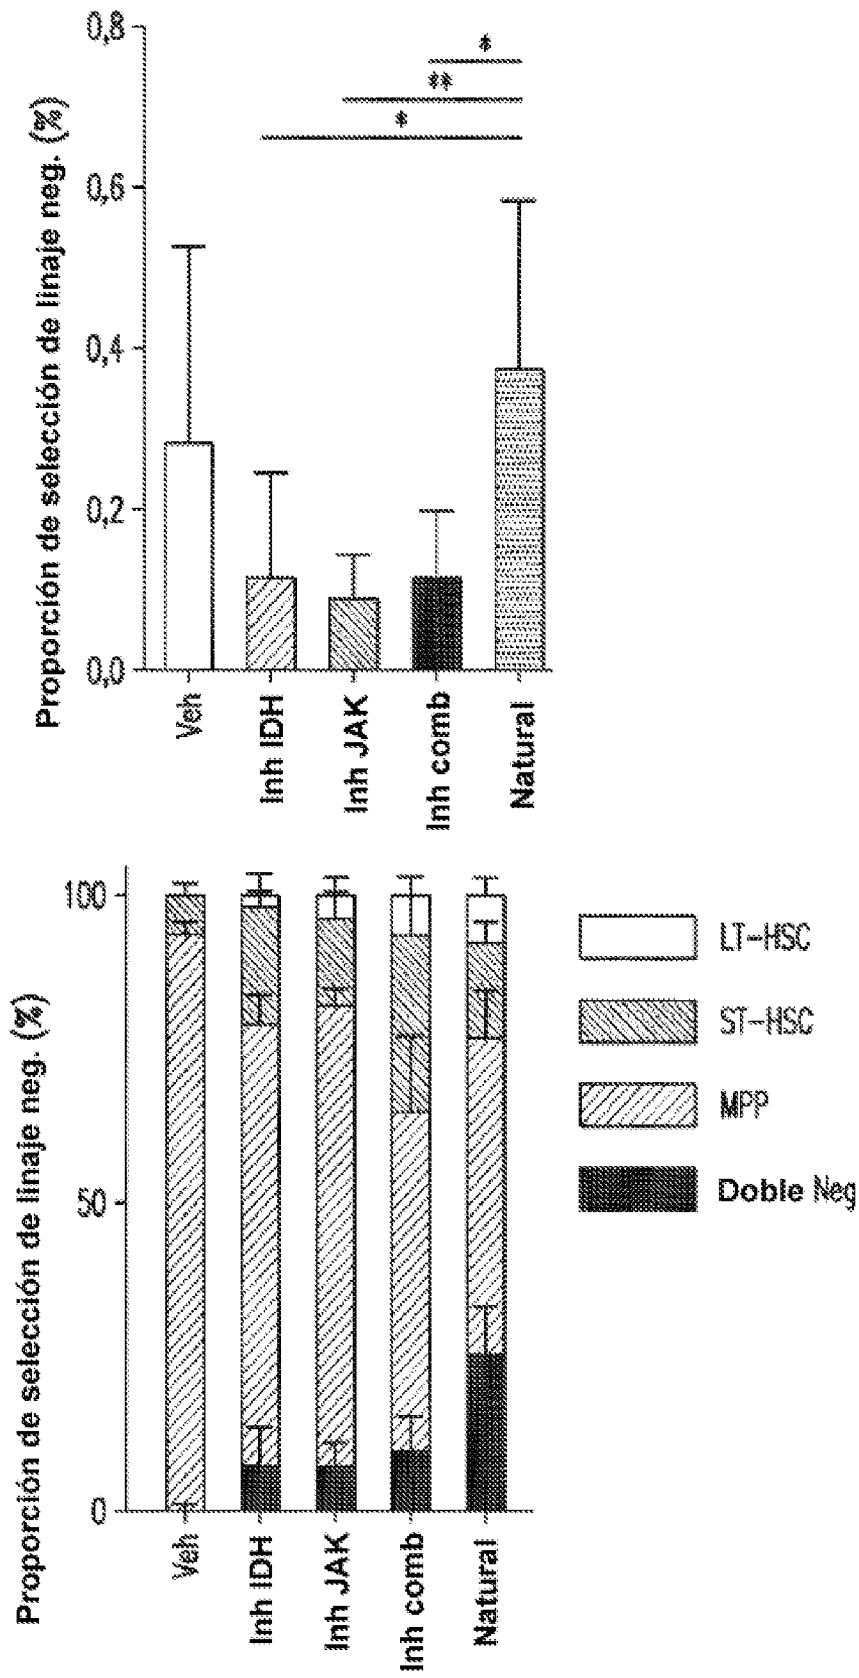 Proporción de selección de linaje neg. (%)
0,8
0,6
0,4
0,2
0,0
*
**
*
Veh
Inh IDH
Inh JAK
Inh comb
Natural
Proporción de selección de linaje neg. (%)
100
50
0
Veh
Inh IDH
Inh JAK
Inh comb
Natural
LT-HSC
ST-HSC
MPP
Doble Neg